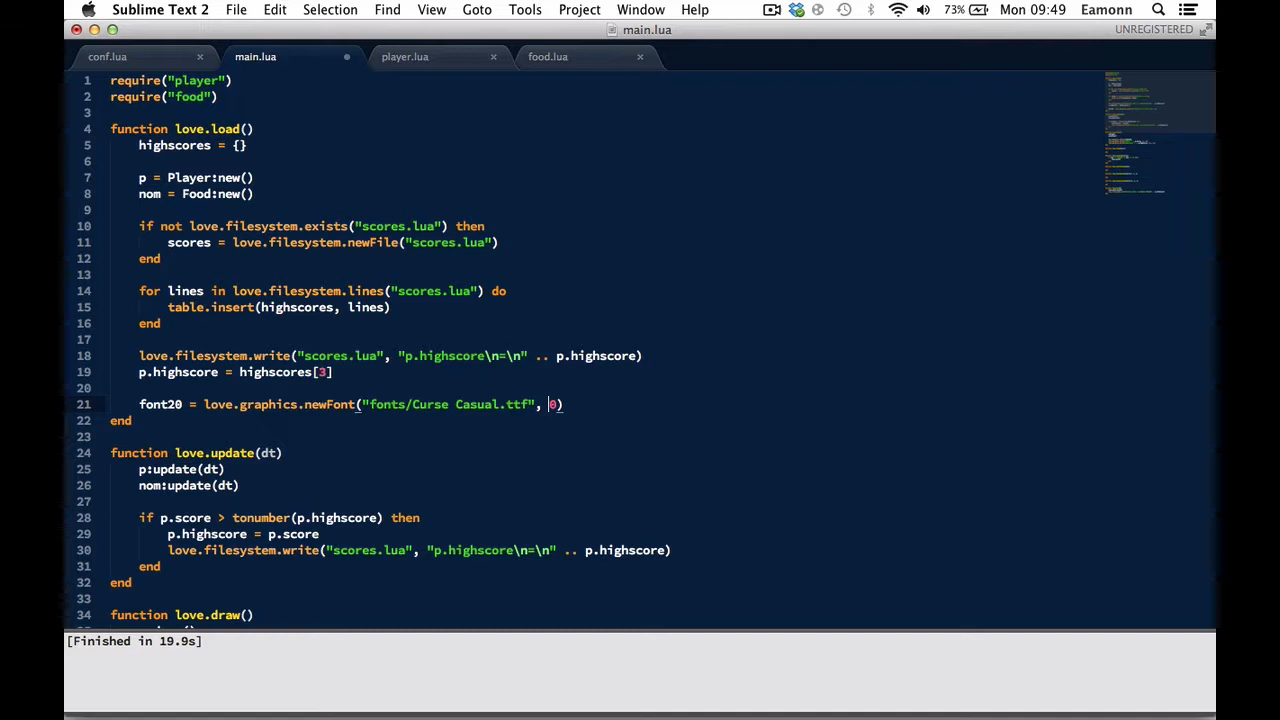 Sublime Text 2 File Edit Selection Find View Goto Tools Project Window Help 73% Mon 09:49 Eamonn
main.lua UNREGISTERED
conf.lua main.lua player.lua food.lua
1 require("player")
2 require("food")
3
4 function love.load()
5 highscores = {}
6
7 p = Player:new()
8 nom = Food:new()
9
10 if not love.filesystem.exists("scores.lua") then
11 scores = love.filesystem.newFile("scores.lua")
12 end
13
14 for lines in love.filesystem.lines("scores.lua") do
15 table.insert(highscores, lines)
16 end
17
18 love.filesystem.write("scores.lua", "p.highscore\n=\n" .. p.highscore)
19 p.highscore = highscores[3]
20
21 font20 = love.graphics.newFont("fonts/Curse Casual.ttf", 0)
22 end
23
24 function love.update(dt)
25 p:update(dt)
26 nom:update(dt)
27
28 if p.score > tonumber(p.highscore) then
29 p.highscore = p.score
30 love.filesystem.write("scores.lua", "p.highscore\n=\n" .. p.highscore)
31 end
32 end
33
34 function love.draw()
[Finished in 19.9s]